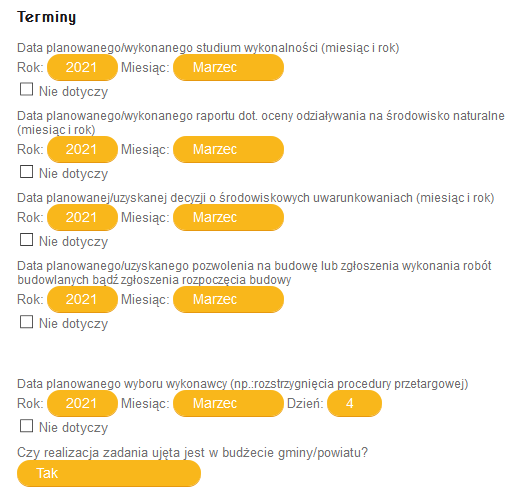 Terminy
Data planowanego/wykonanego studium wykonalności (miesiąc i rok)
Rok: 2021 Miesiąc: Marzec
Nie dotyczy
Data planowanego/wykonanego raportu dot. oceny odziaływania na środowisko naturalne
(miesiąc i rok)
Rok: 2021 Miesiąc: Marzec
Nie dotyczy
Data planowanej/uzyskanej decyzji o środowiskowych uwarunkowaniach (miesiąc i rok)
Rok: 2021 Miesiąc: Marzec
Nie dotyczy
Data planowanego/uzyskanego pozwolenia na budowę lub zgłoszenia wykonania robót
budowlanych bądź zgłoszenia rozpoczęcia budowy
Rok: 2021 Miesiąc: Marzec
Nie dotyczy
Data planowanego wyboru wykonawcy (np.:rozstrzygnięcia procedury przetargowej)
Rok: 2021 Miesiąc: Marzec Dzień: 4
Nie dotyczy
Czy realizacja zadania ujęta jest w budżecie gminy/powiatu?
Tak